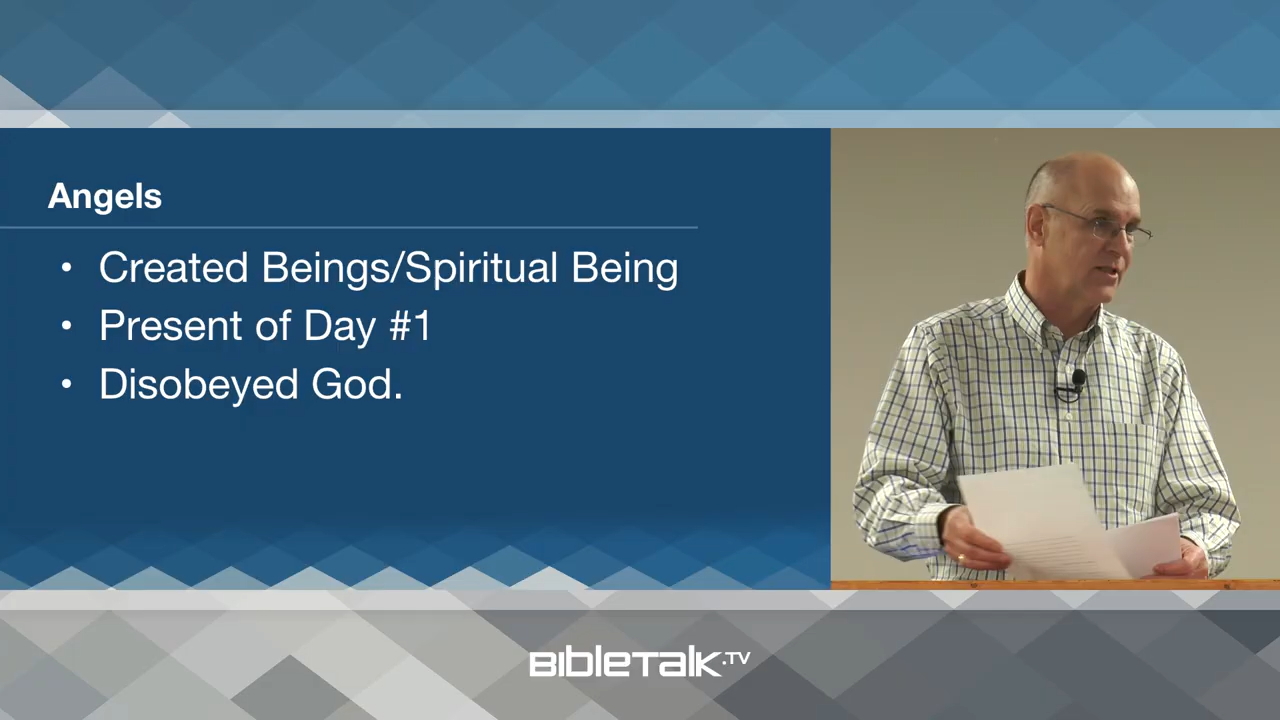 Angels
• Created Beings/Spiritual Being
• Present of Day #1
• Disobeyed God.
BIBLETALK.TV